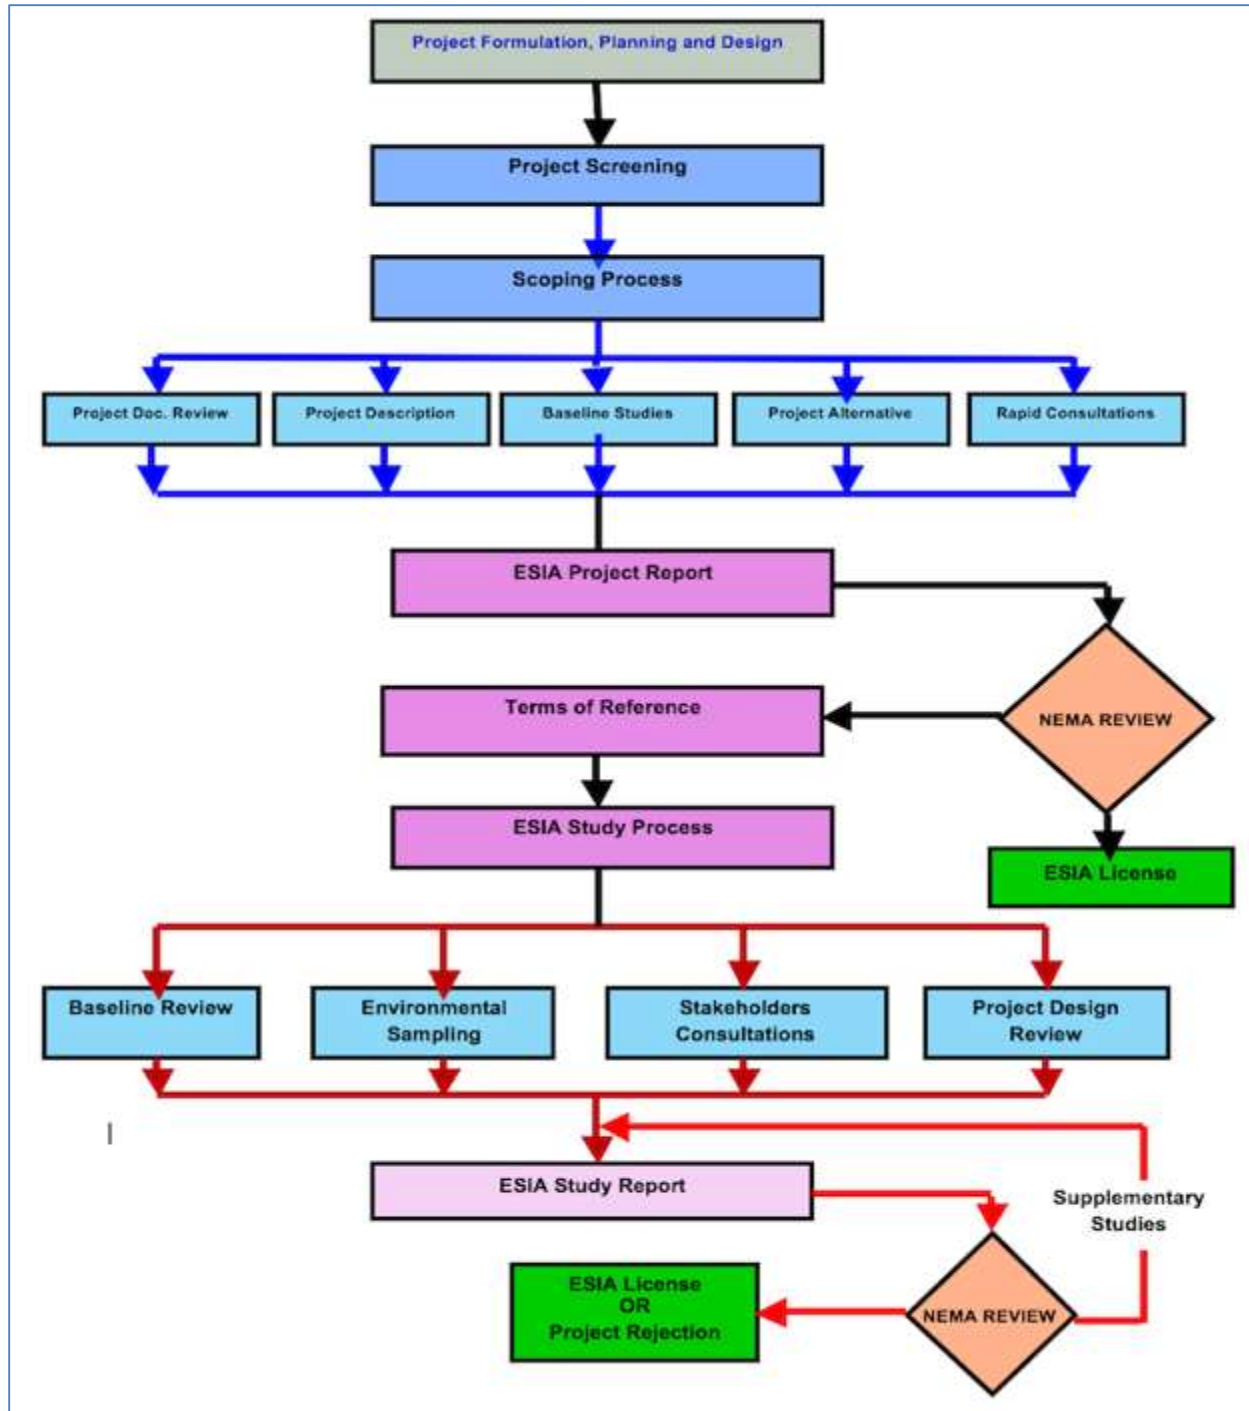 Project Formulation, Planning and Design
Project Screening
Scoping Process
Project Doc. Review
Project Description
Baseline Studies
Project Alternative
Rapid Consultations
ESIA Project Report
Terms of Reference
NEMA REVIEW
ESIA Study Process
ESIA License
Baseline Review
Environmental
Sampling
Stakeholders
Consultations
Project Design
Review
ESIA Study Report
Supplementary
Studies
ESIA License
OR
Project Rejection
NEMA REVIEW